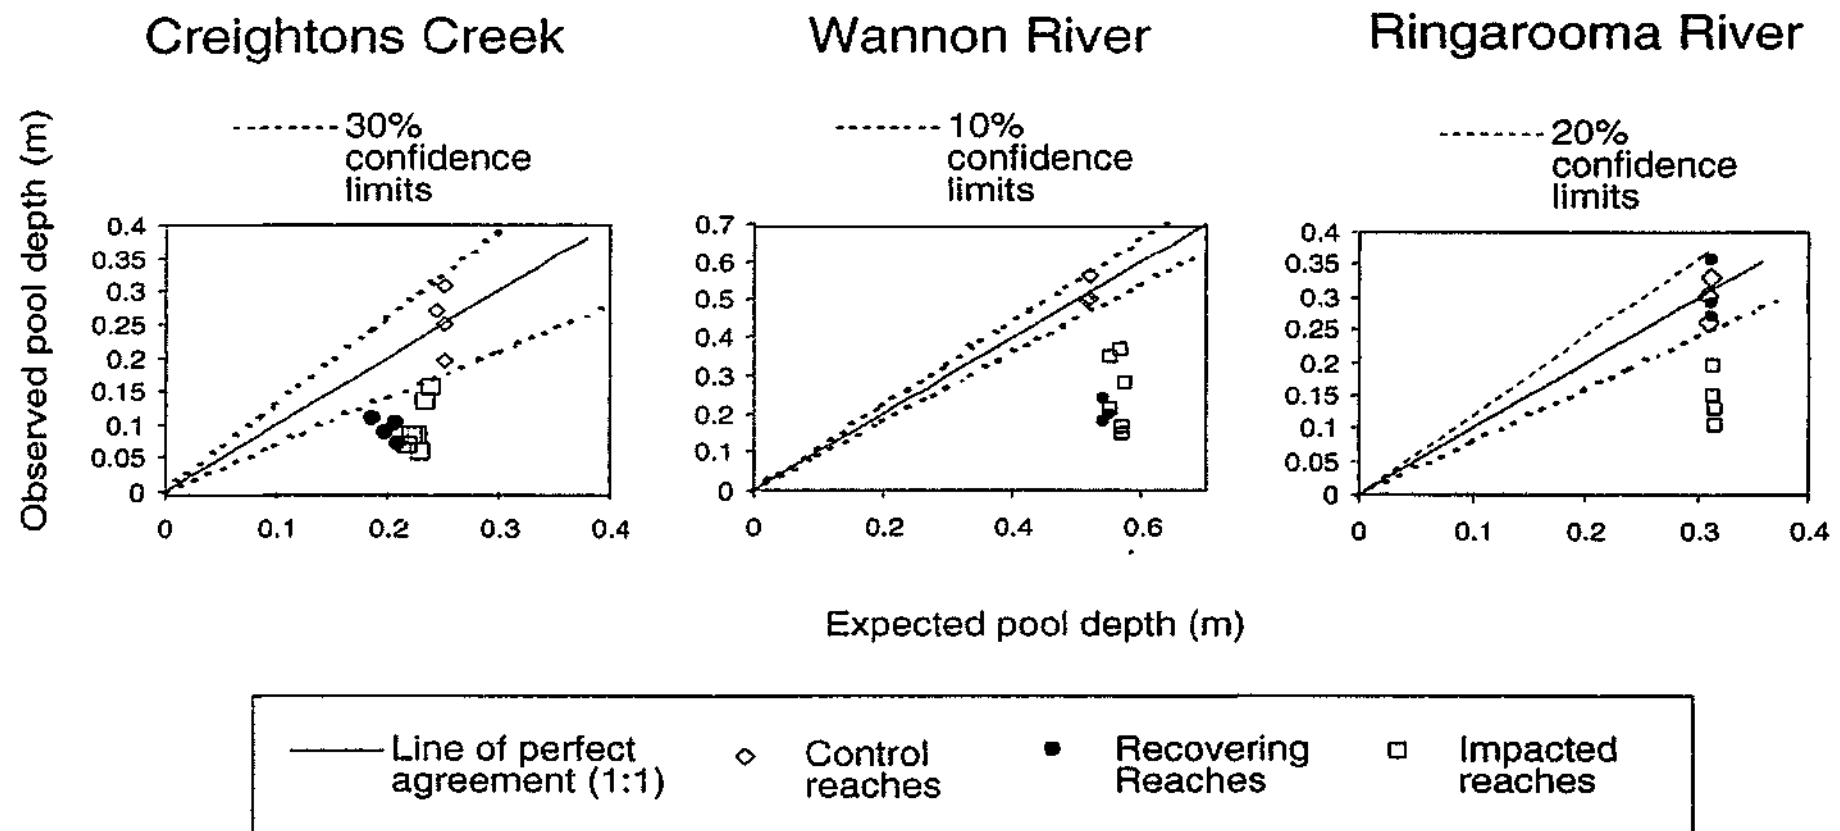 Creightons Creek
Wannon River
Ringarooma River
Observed pool depth (m)
30%
confidence
limits
10%
confidence
limits
20%
confidence
limits
0.4
0.35
0.3
0.25
0.2
0.15
0.1
0.05
0
0
0.1
0.2
0.3
0.4
0.7
0.6
0.5
0.4
0.3
0.2
0.1
0
0
0.2
0.4
0.6
0.4
0.35
0.3
0.25
0.2
0.15
0.1
0.05
0
0
0.1
0.2
0.3
0.4
Expected pool depth (m)
Line of perfect
agreement (1:1)
Control
reaches
Recovering
Reaches
Impacted
reaches